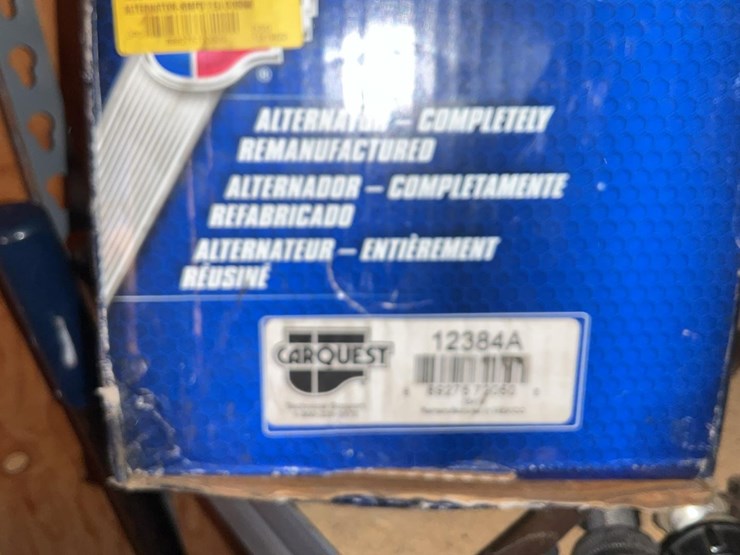 ALTERNATOR – COMPLETELY
REMANUFACTURED
ALTERNADOR – COMPLETAMENTE
REFABRICADO
ALTERNATEUR – ENTIÈREMENT
RÉUSINÉ
CARQUEST
12384A